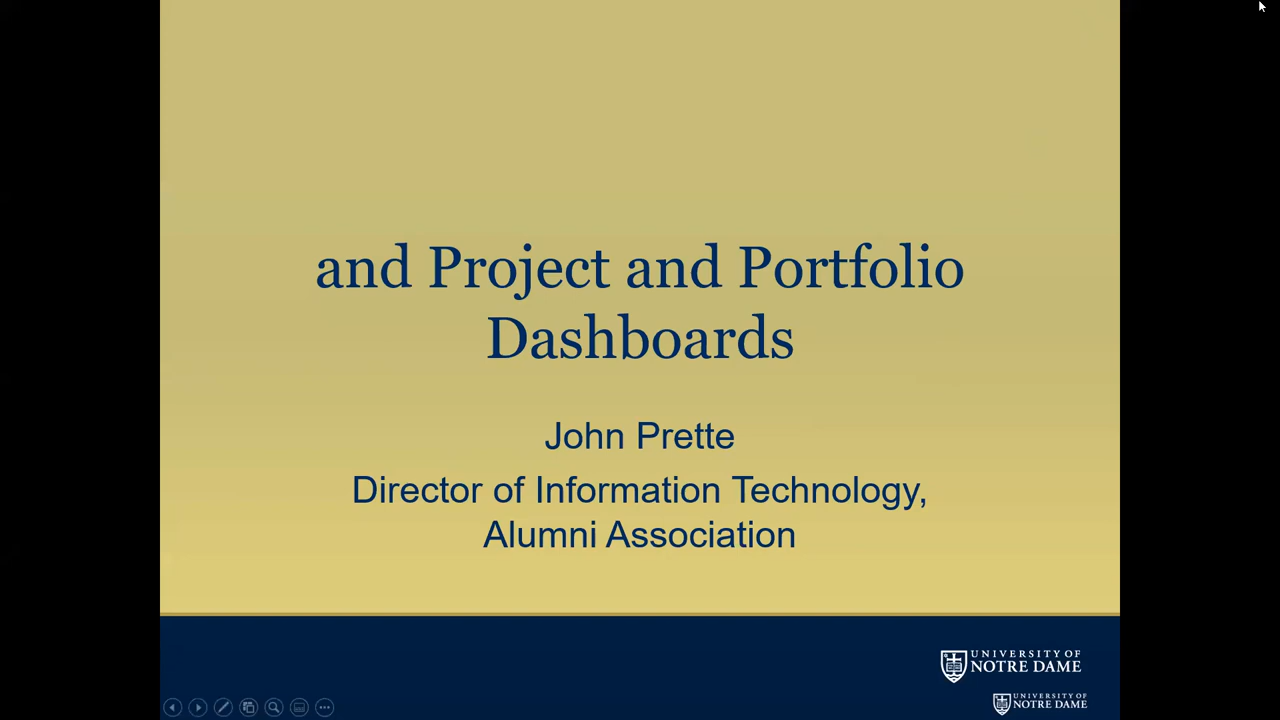 and Project and Portfolio
Dashboards
John Prette
Director of Information Technology,
Alumni Association
UNIVERSITY OF
NOTRE DAME
UNIVERSITY OF
NOTRE DAME